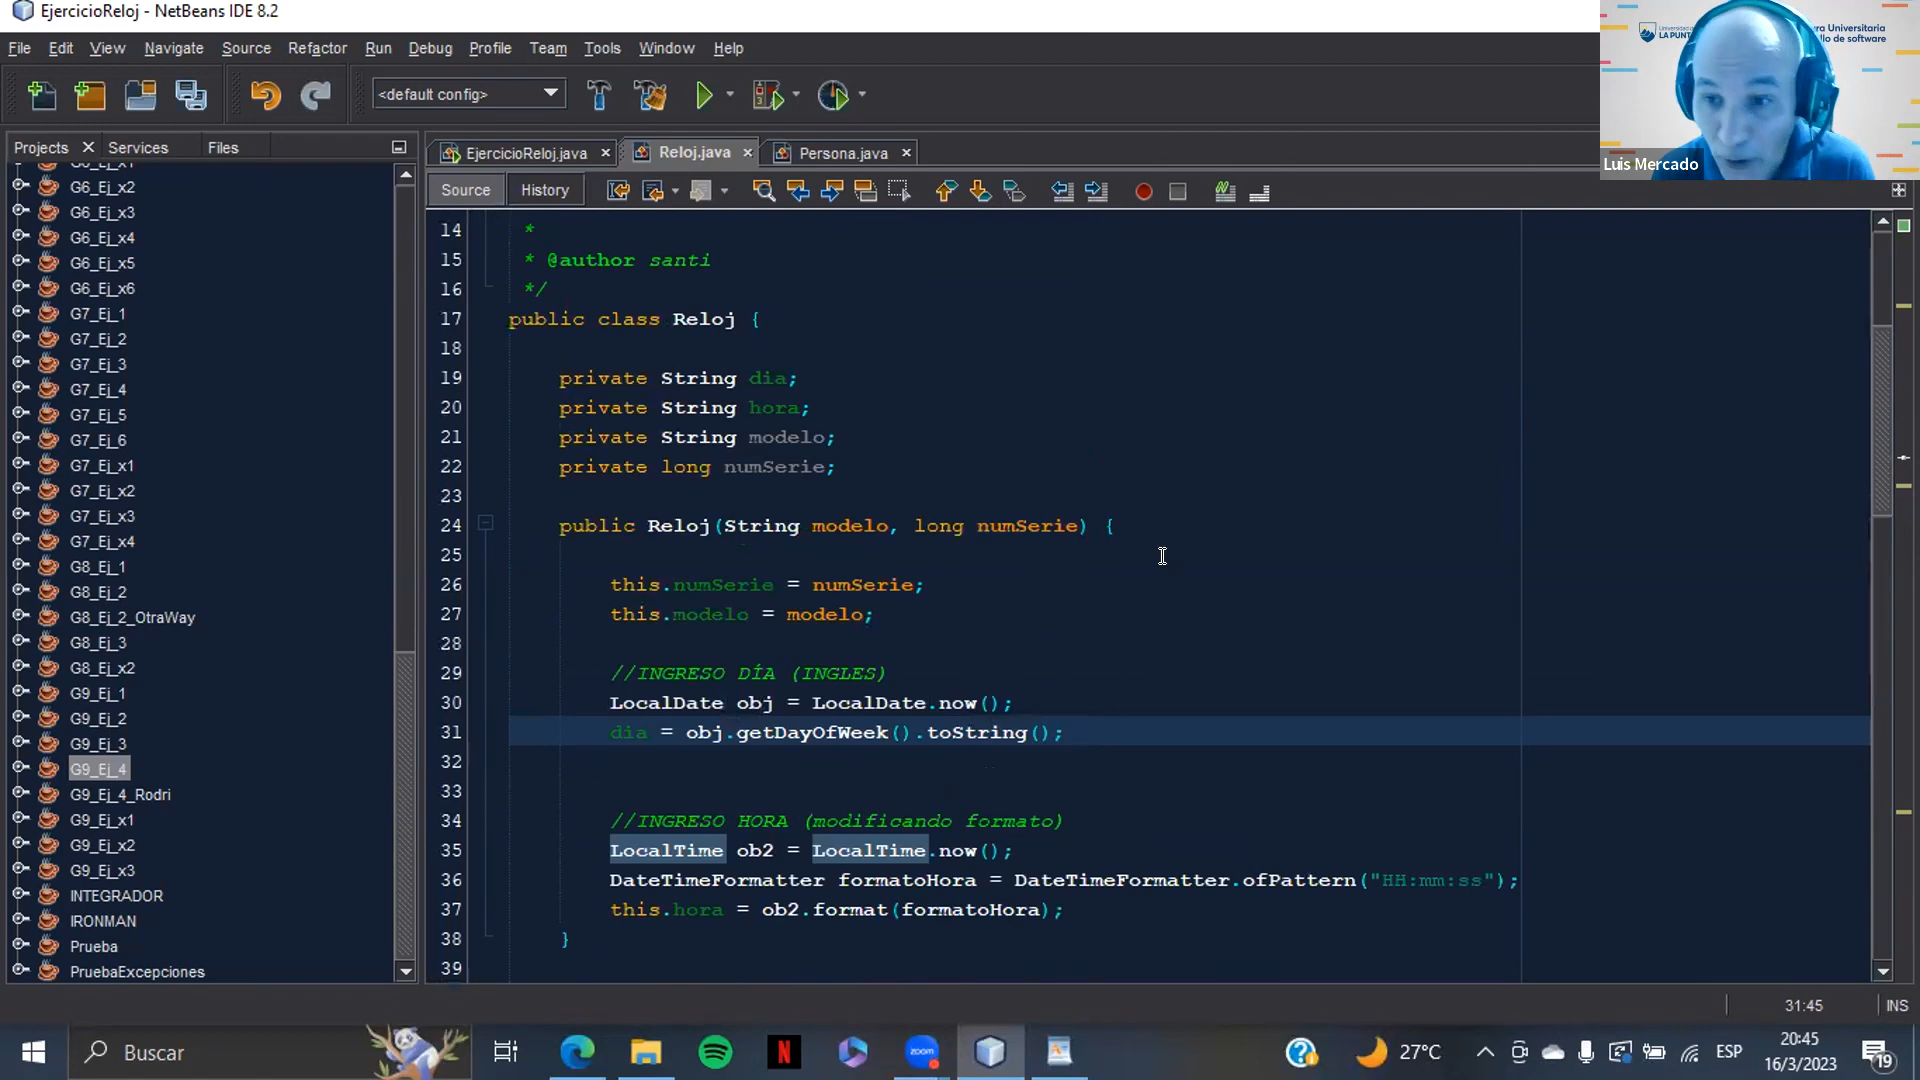 EjercicioReloj - NetBeans IDE 8.2
File Edit View Navigate Source Refactor Run Debug Profile Team Tools Window Help
<default config>
Projects Services Files
EjercicioReloj.java Reloj.java Persona.java
Source History
G6_Ej_x1
G6_Ej_x2
G6_Ej_x3
G6_Ej_x4
G6_Ej_x5
G6_Ej_x6
G7_Ej_1
G7_Ej_2
G7_Ej_3
G7_Ej_4
G7_Ej_5
G7_Ej_6
G7_Ej_x1
G7_Ej_x2
G7_Ej_x3
G7_Ej_x4
G8_Ej_1
G8_Ej_2
G8_Ej_2_OtraWay
G8_Ej_3
G8_Ej_x2
G9_Ej_1
G9_Ej_2
G9_Ej_3
G9_Ej_4
G9_Ej_4_Rodri
G9_Ej_x1
G9_Ej_x2
G9_Ej_x3
INTEGRADOR
IRONMAN
Prueba
PruebaExcepciones
14 *
15 * @author santi
16 */
17 public class Reloj {
18
19 private String dia;
20 private String hora;
21 private String modelo;
22 private long numSerie;
23
24 public Reloj(String modelo, long numSerie) {
25
26 this.numSerie = numSerie;
27 this.modelo = modelo;
28
29 //INGRESO DÍA (INGLES)
30 LocalDate obj = LocalDate.now();
31 dia = obj.getDayOfWeek().toString();
32
33
34 //INGRESO HORA (modificando formato)
35 LocalTime ob2 = LocalTime.now();
36 DateTimeFormatter formatoHora = DateTimeFormatter.ofPattern("HH:mm:ss");
37 this.hora = ob2.format(formatoHora);
38 }
39
LA PUNT
Universitaria
llo de software
Luis Mercado
31:45 INS
Buscar
zoom
27°C
ESP
20:45
16/3/2023
19